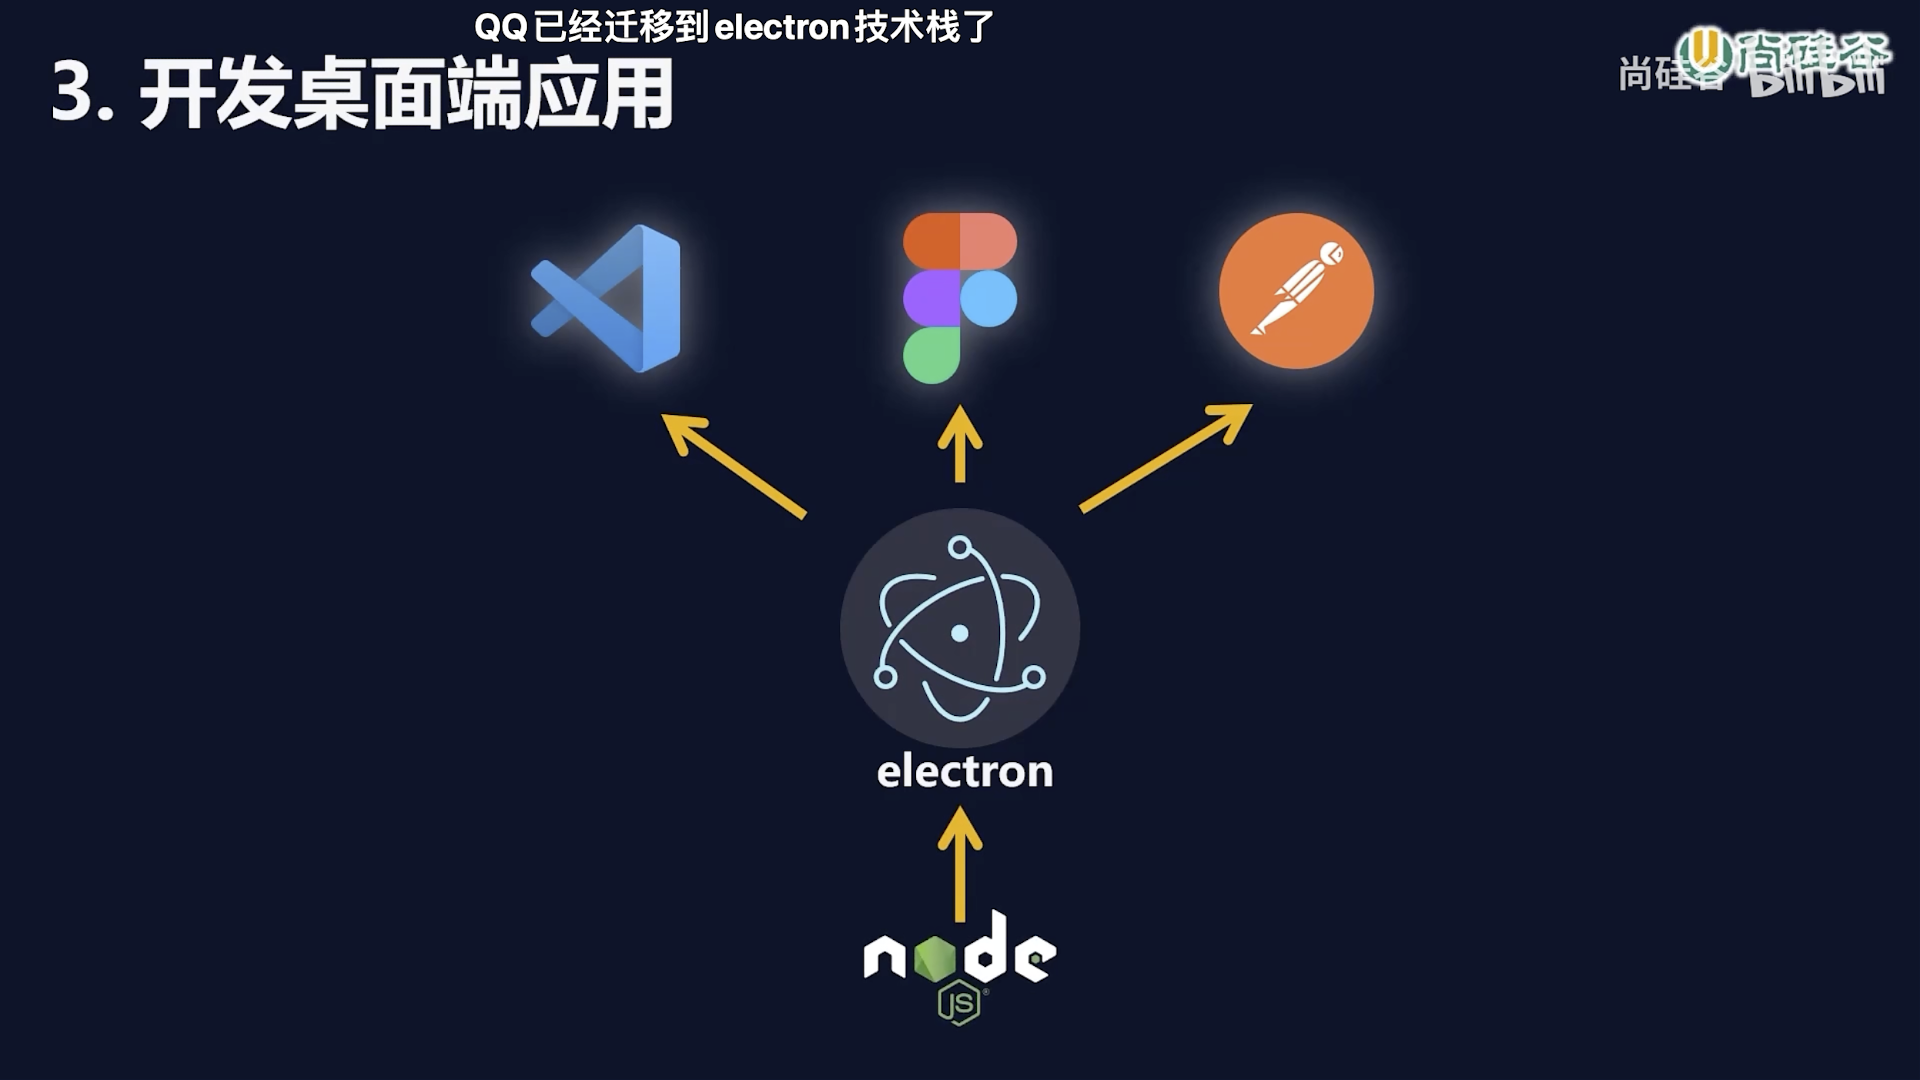 QQ已经迁移到electron技术栈了
3. 开发桌面端应用
尚硅谷
尚硅谷 bilibili
electron
node
JS